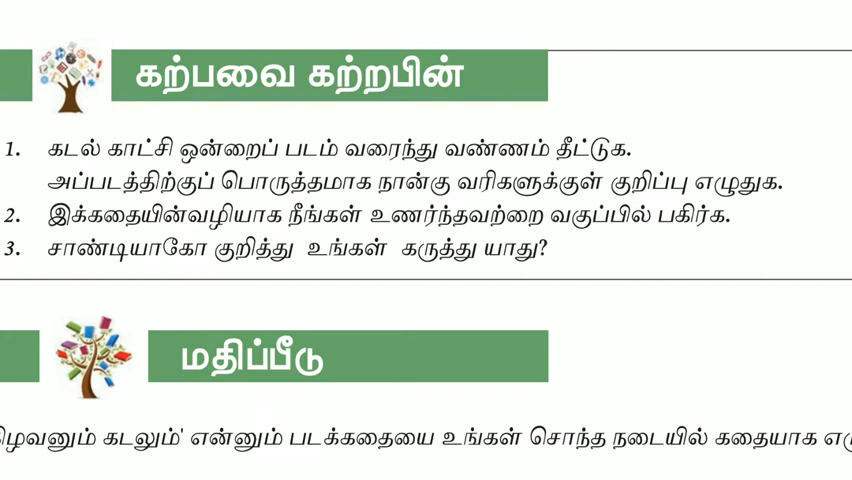 கற்பவை கற்றபின்
1. கடல் காட்சி ஒன்றைப் படம் வரைந்து வண்ணம் தீட்டுக.
அப்படத்திற்குப் பொருத்தமாக நான்கு வரிகளுக்குள் குறிப்பு எழுதுக.
2. இக்கதையின்வழியாக நீங்கள் உணர்ந்தவற்றை வகுப்பில் பகிர்க.
3. சாண்டியாகோ குறித்து உங்கள் கருத்து யாது?
மதிப்பீடு
கடலும்' என்னும் படக்கதையை உங்கள் சொந்த நடையில் கதையாக